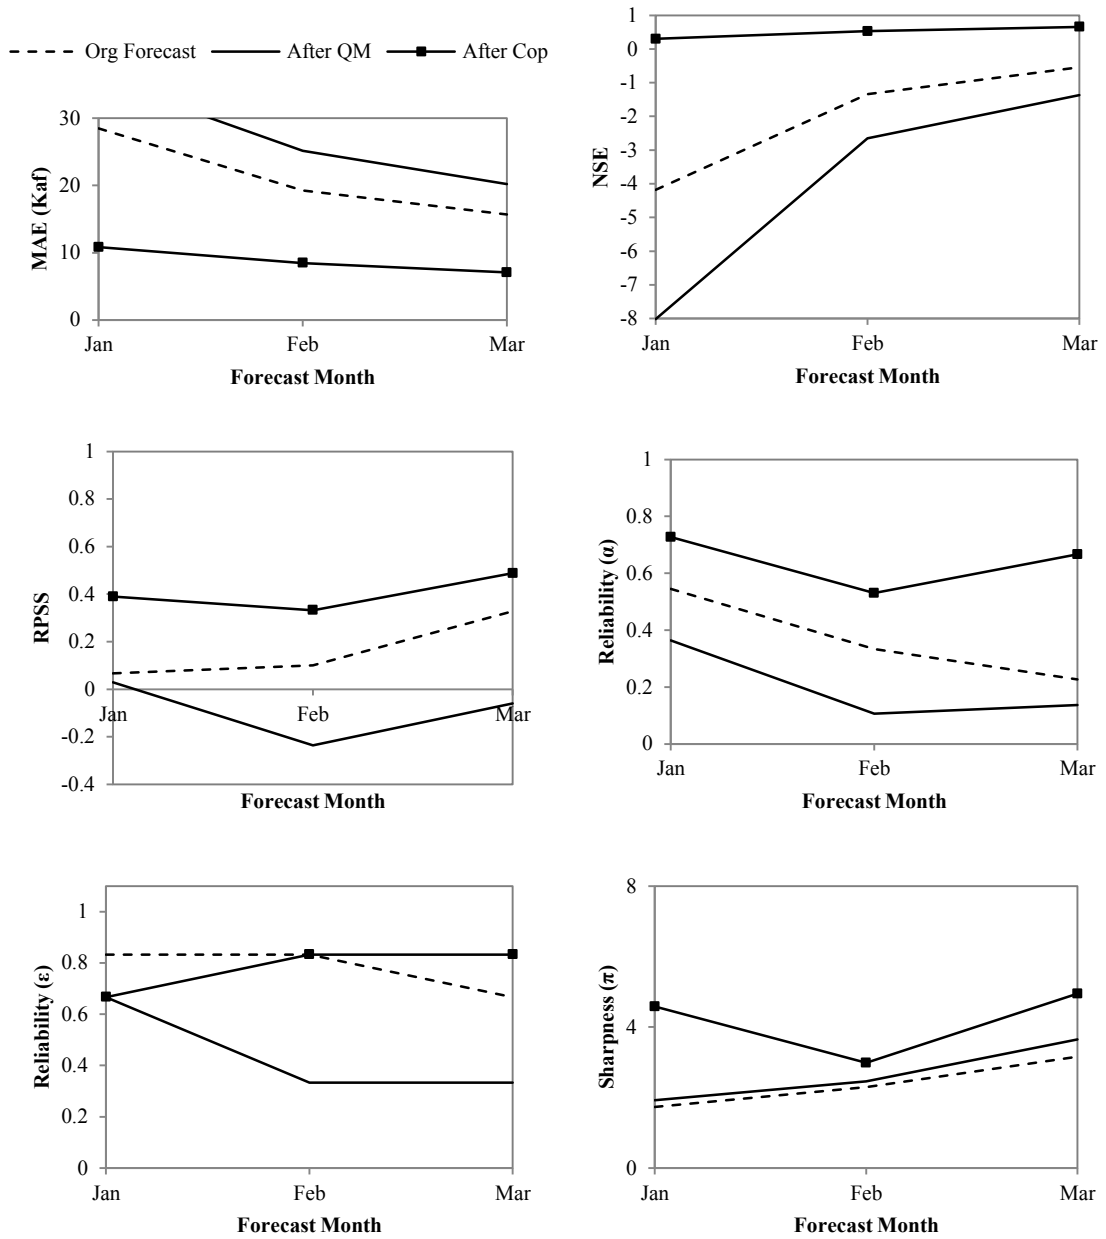 Org Forecast After QM After Cop
MAE (Kaf)
30
20
10
0
Jan Feb Mar
Forecast Month
NSE
1
0
-1
-2
-3
-4
-5
-6
-7
-8
Jan Feb Mar
Forecast Month
RPSS
1
0.8
0.6
0.4
0.2
0
-0.2
-0.4
Jan Feb Mar
Forecast Month
Reliability (α)
1
0.8
0.6
0.4
0.2
0
Jan Feb Mar
Forecast Month
Reliability (ε)
1
0.8
0.6
0.4
0.2
0
Jan Feb Mar
Forecast Month
Sharpness (π)
8
4
0
Jan Feb Mar
Forecast Month